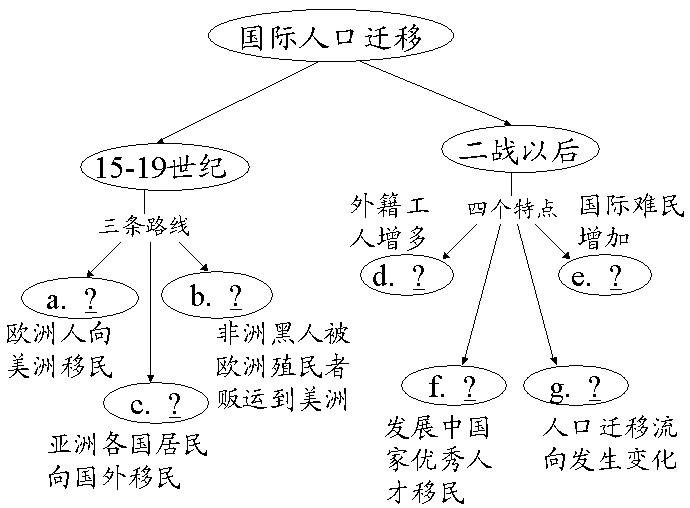 国际人口迁移
15-19世纪
二战以后
三条路线
外籍工
人增多
四个特点
国际难民
增加
a. ?
b. ?
d. ?
e. ?
欧洲人向
美洲移民
非洲黑人被
欧洲殖民者
贩运到美洲
c. ?
f. ?
g. ?
亚洲各国居民
向国外移民
发展中国
家优秀人
才移民
人口迁移流
向发生变化